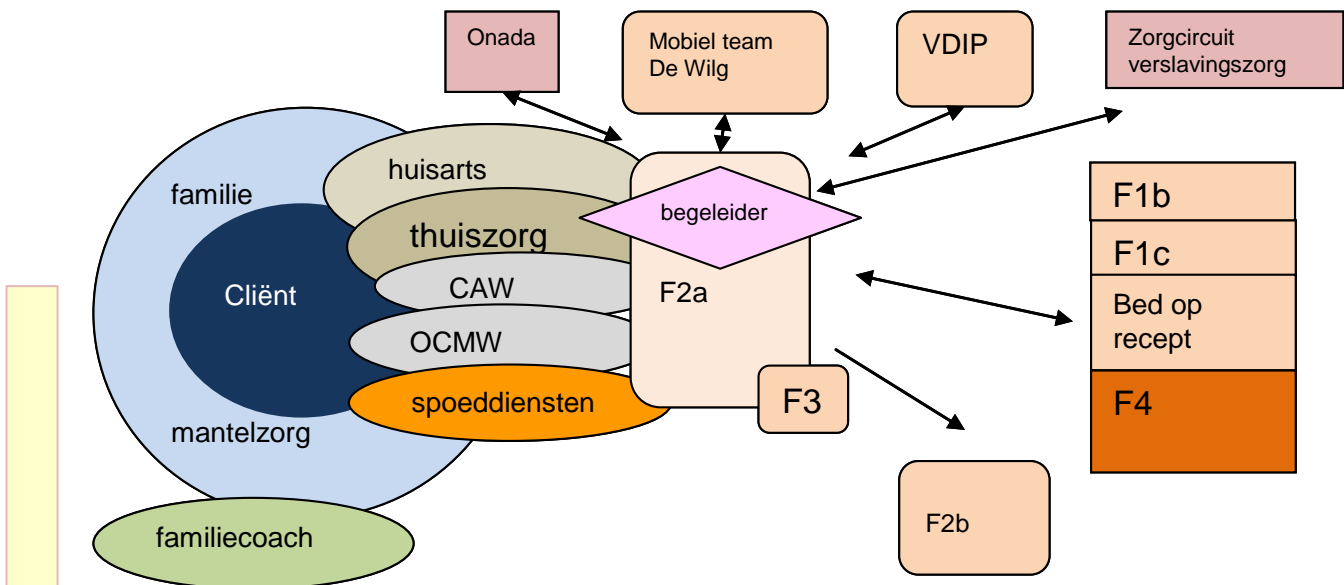 Onada
Mobiel team
De Wilg
VDIP
Zorgcircuit
verslavingszorg
huisarts
familie
thuiszorg
begeleider
F1b
F1c
Cliënt
CAW
F2a
Bed op
recept
OCMW
spoeddiensten
F3
F4
mantelzorg
F2b
familiecoach